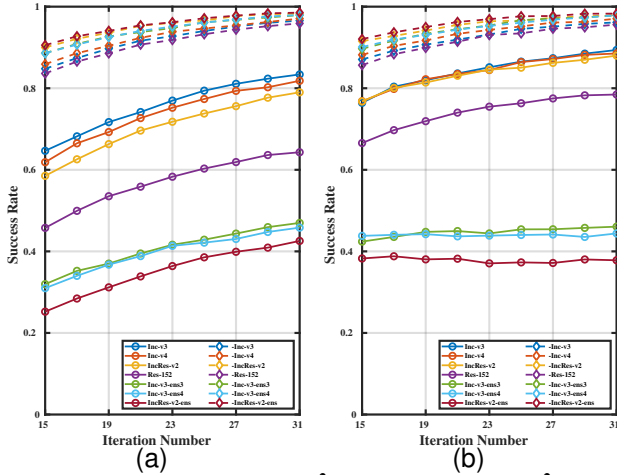 1
0.8
0.6
0.4
0.2
0
Success Rate
15 19 23 27 31
Iteration Number
Inc-v3 -Inc-v3
Inc-v4 -Inc-v4
IncRes-v2 -IncRes-v2
Res-152 Res-152
Inc-v3-ens3 -Inc-v3-ens3
Inc-v3-ens4 -Inc-v3-ens4
IncRes-v2-ens -IncRes-v2-ens
(a)
1
0.8
0.6
0.4
0.2
0
Success Rate
15 19 23 27 31
Iteration Number
Inc-v3 -Inc-v3
Inc-v4 -Inc-v4
IncRes-v2 -IncRes-v2
Res-152 Res-152
Inc-v3-ens3 -Inc-v3-ens3
Inc-v3-ens4 -Inc-v3-ens4
IncRes-v2-ens -IncRes-v2-ens
(b)